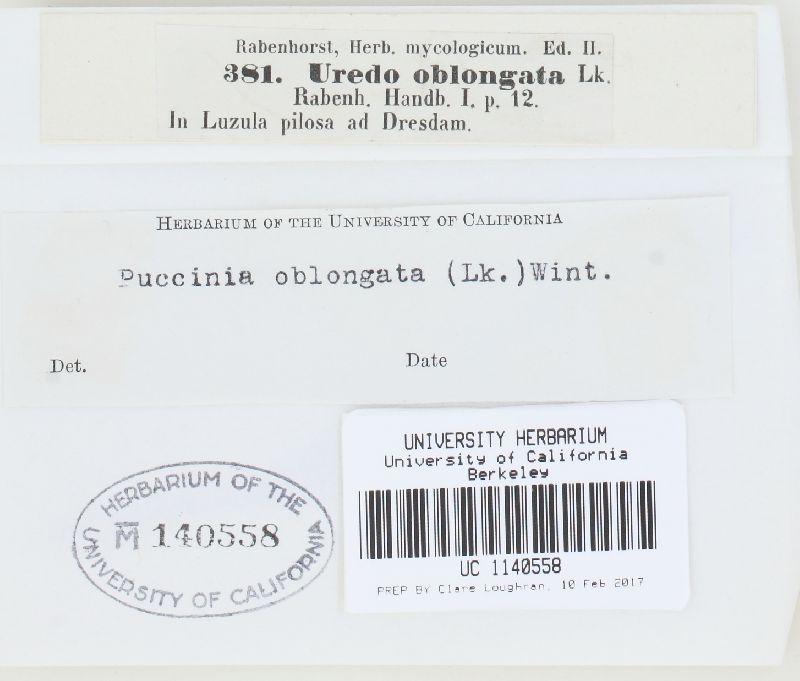 Rabenhorst, Herb. mycologicum. Ed. II.
381. Uredo oblongata Lk.
Rabenh. Handb. I. p. 12.
In Luzula pilosa ad Dresdam.
HERBARIUM OF THE UNIVERSITY OF CALIFORNIA
Puccinia oblongata (Lk.)Wint.
Det.
Date
HERBARIUM OF THE
M 140558
UNIVERSITY OF CALIFORNIA
UNIVERSITY HERBARIUM
University of California
Berkeley
UC 1140558
PREP BY Clare Loughran, 10 Feb 2017